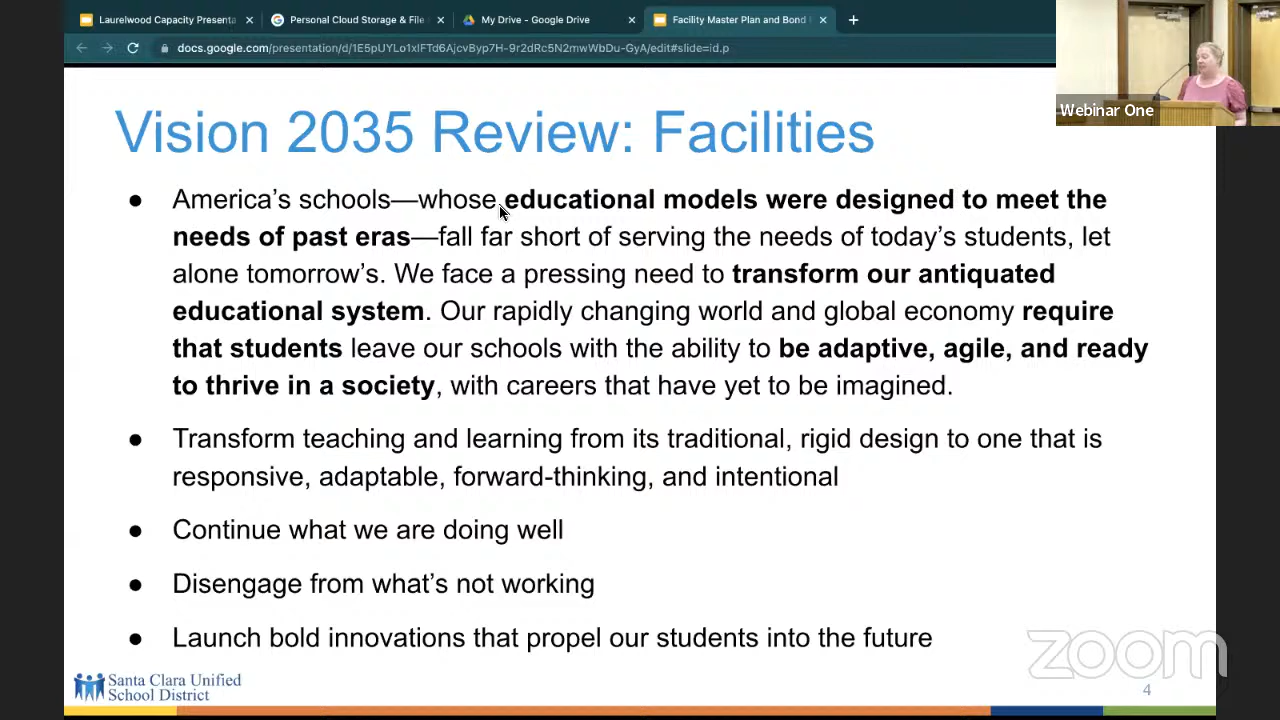 Laurelwood Capacity Presenta
Personal Cloud Storage & File
My Drive - Google Drive
Facility Master Plan and Bond
docs.google.com/presentation/d/1E5pUYLo1xlFTd6AjcvByp7H-9r2dRc5N2mwWbDu-GyA/edit#slide=id.p
Webinar One
Vision 2035 Review: Facilities
● America’s schools—whose educational models were designed to meet the
needs of past eras—fall far short of serving the needs of today’s students, let
alone tomorrow’s. We face a pressing need to transform our antiquated
educational system. Our rapidly changing world and global economy require
that students leave our schools with the ability to be adaptive, agile, and ready
to thrive in a society, with careers that have yet to be imagined.
● Transform teaching and learning from its traditional, rigid design to one that is
responsive, adaptable, forward-thinking, and intentional
● Continue what we are doing well
● Disengage from what’s not working
● Launch bold innovations that propel our students into the future
zoom
Santa Clara Unified
School District
4